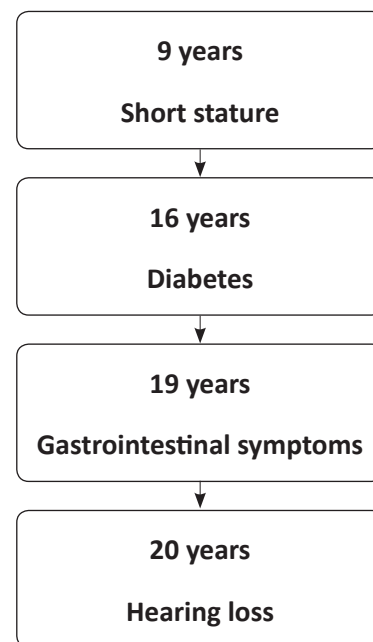 9 years
Short stature
16 years
Diabetes
19 years
Gastrointestinal symptoms
20 years
Hearing loss